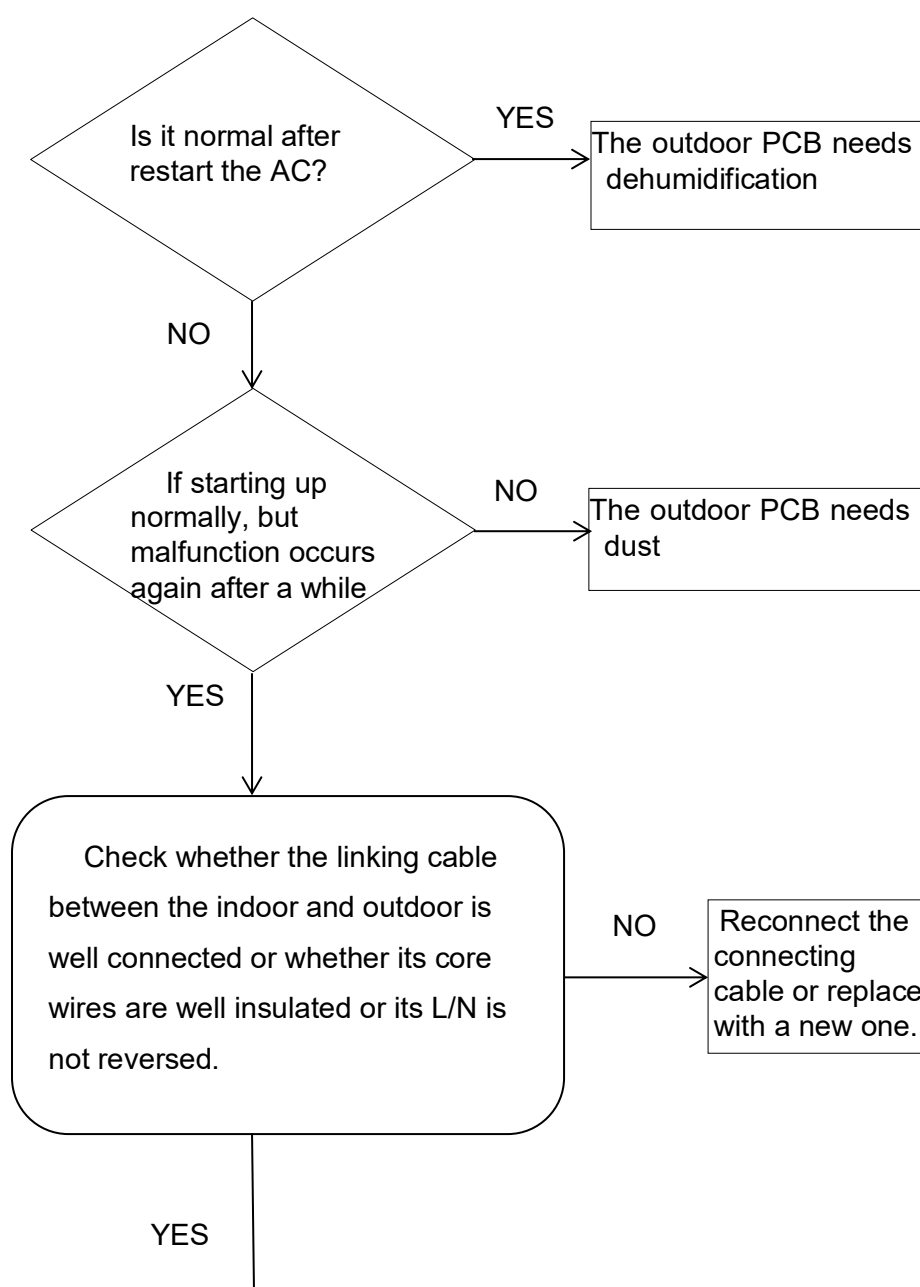 Is it normal after
restart the AC?
YES
The outdoor PCB needs
dehumidification
NO
If starting up
normally, but
malfunction occurs
again after a while
NO
The outdoor PCB needs
dust
YES
Check whether the linking cable
between the indoor and outdoor is
well connected or whether its core
wires are well insulated or its L/N is
not reversed.
NO
Reconnect the
connecting
cable or replace
with a new one.
YES